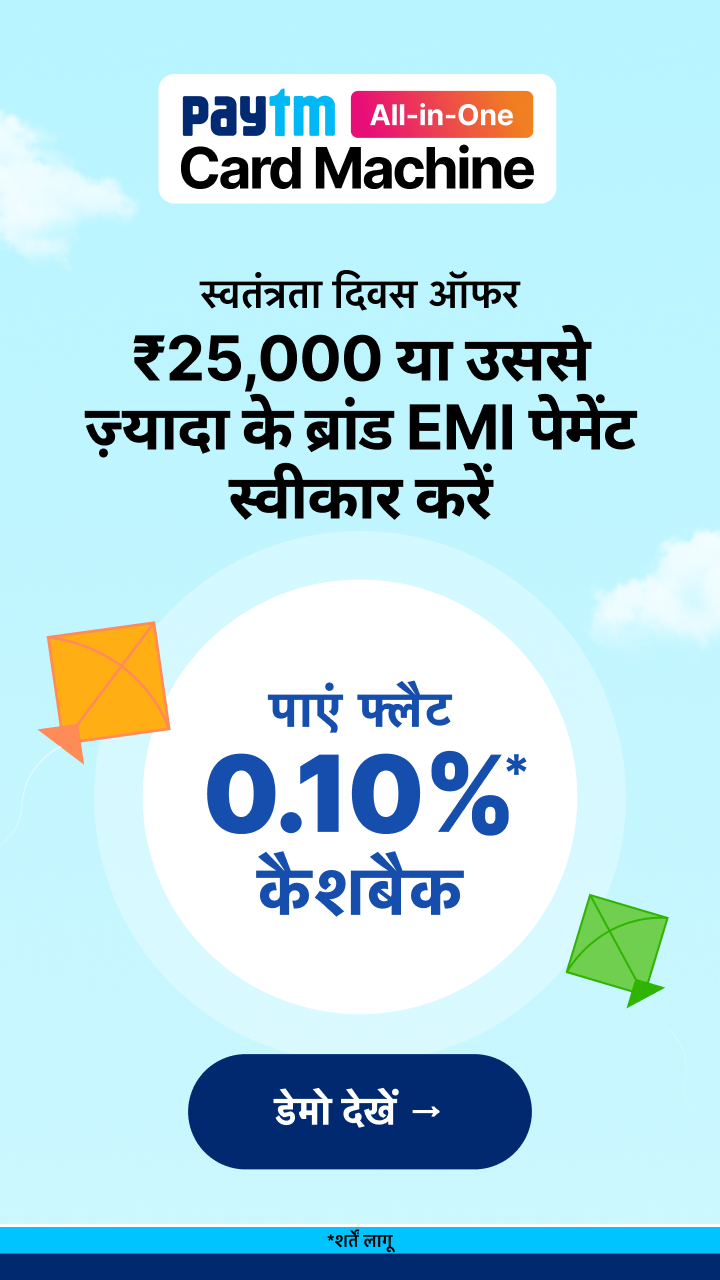 paytm All-in-One
Card Machine
स्वतंत्रता दिवस ऑफर
₹25,000 या उससे
ज़्यादा के ब्रांड EMI पेमेंट
स्वीकार करें
पाएं फ्लैट
0.10%*
कैशबैक
डेमो देखें →
*शर्तें लागू